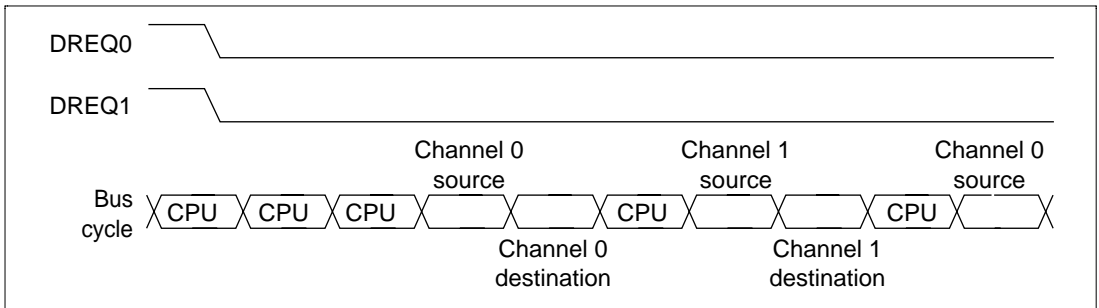 DREQ0
DREQ1
Channel 0
source
Channel 1
source
Channel 0
source
Bus
cycle
CPU
CPU
CPU
CPU
CPU
Channel 0
destination
Channel 1
destination